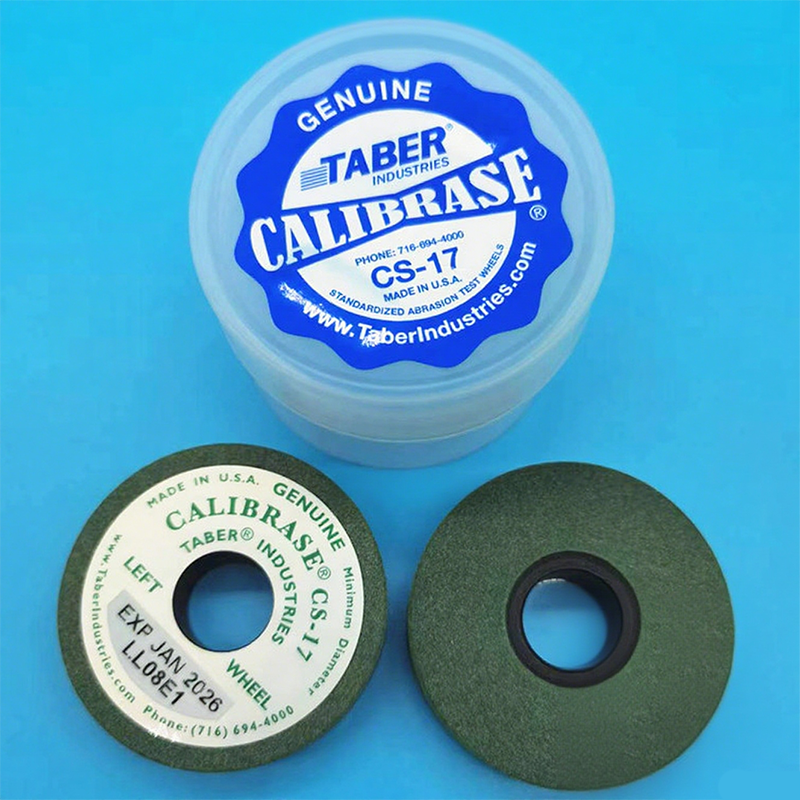 GENUINE
TABER®
INDUSTRIES
CALIBRASE®
PHONE: 716-694-4000
CS-17
MADE IN U.S.A.
STANDARDIZED ABRASION TEST WHEELS
www.TaberIndustries.com
MADE IN U.S.A.
GENUINE
CALIBRASE® CS-17
TABER® INDUSTRIES
LEFT
WHEEL
EXP JAN 2026
LL08E1
Minimum Diameter
www.TaberIndustries.com
Phone: (716) 694-4000